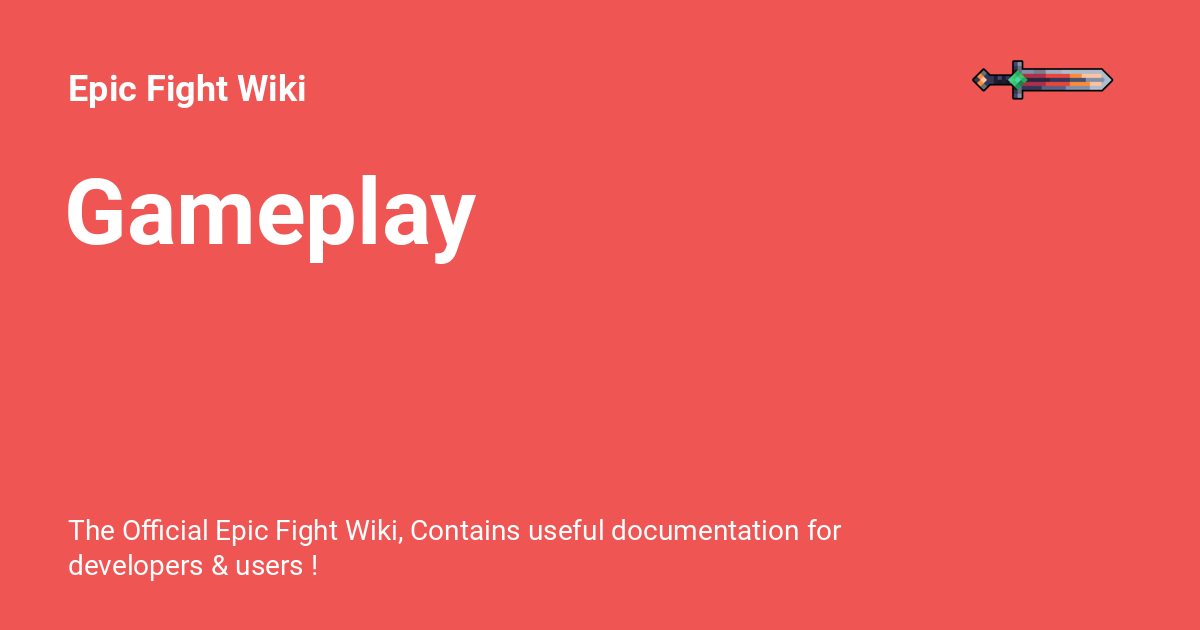 Epic Fight Wiki
Gameplay
The Official Epic Fight Wiki, Contains useful documentation for
developers & users !